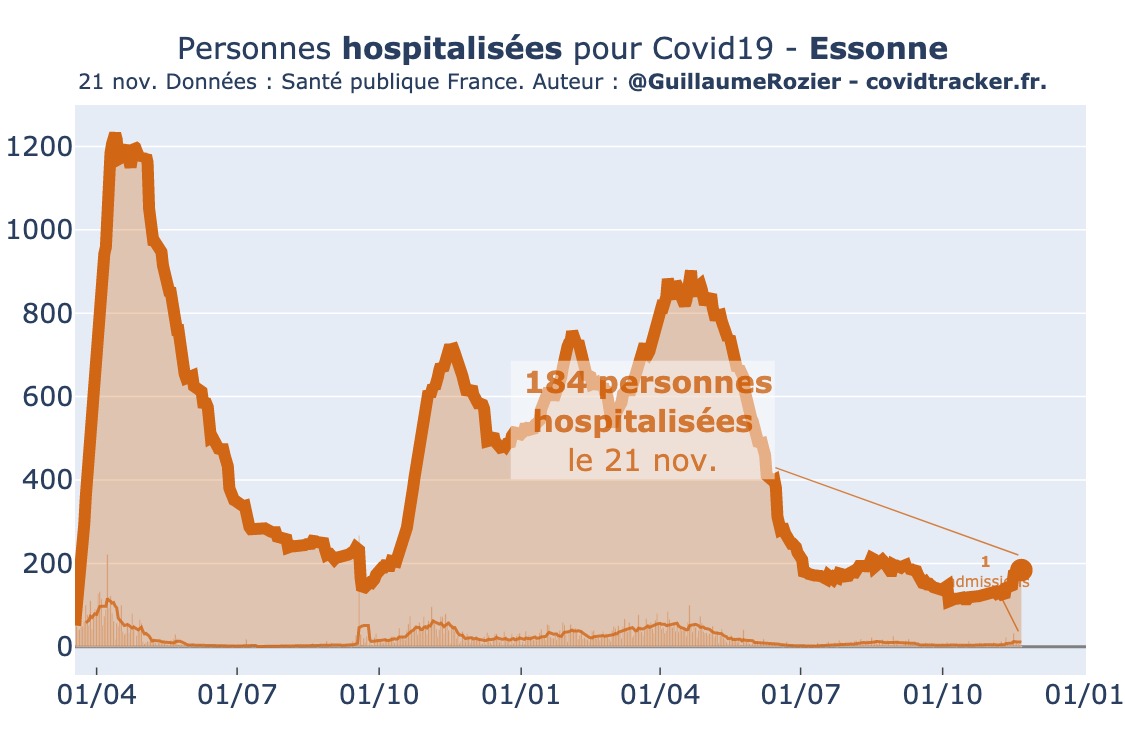 Personnes hospitalisées pour Covid19 - Essonne
21 nov. Données : Santé publique France. Auteur : @GuillaumeRozier - covidtracker.fr.
1200
1000
800
600
400
200
0
184 personnes
hospitalisées
le 21 nov.
1
admissions
01/04
01/07
01/10
01/01
01/04
01/07
01/10
01/01